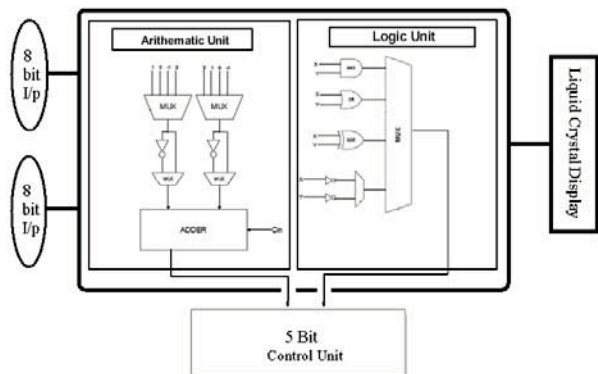 8
bit
I/p
8
bit
I/p
Arithematic Unit
MUX
MUX
MUX
MUX
ADDER
Cin
Logic Unit
X
Y
AND
X
Y
OR
X
Y
X
Y
MUX
Liquid Crystal Display
5 Bit
Control Unit